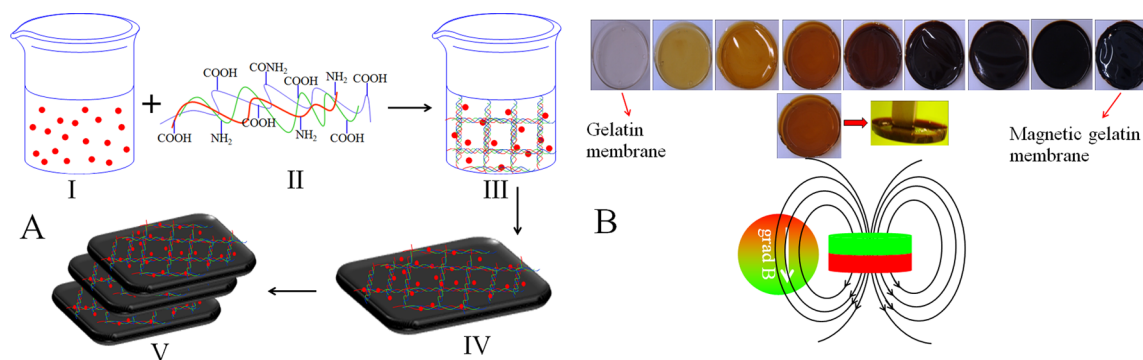 COOH
CONH2
COOH
NH2
COOH
COOH
NH2
COOH
NH2
COOH
I
II
III
A
V
IV
Gelatin
membrane
Magnetic gelatin
membrane
B
grad B